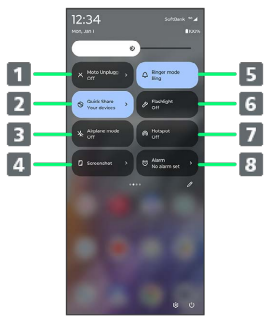 12:34
SoftBank
Mon, Jan 1
100%
1
Moto Unplug
Off
5
Ringer mode
Ring
2
Quick Share
Your devices
6
Flashlight
Off
3
Airplane mode
Off
7
Hotspot
Off
4
Screenshot
8
Alarm
No alarm set